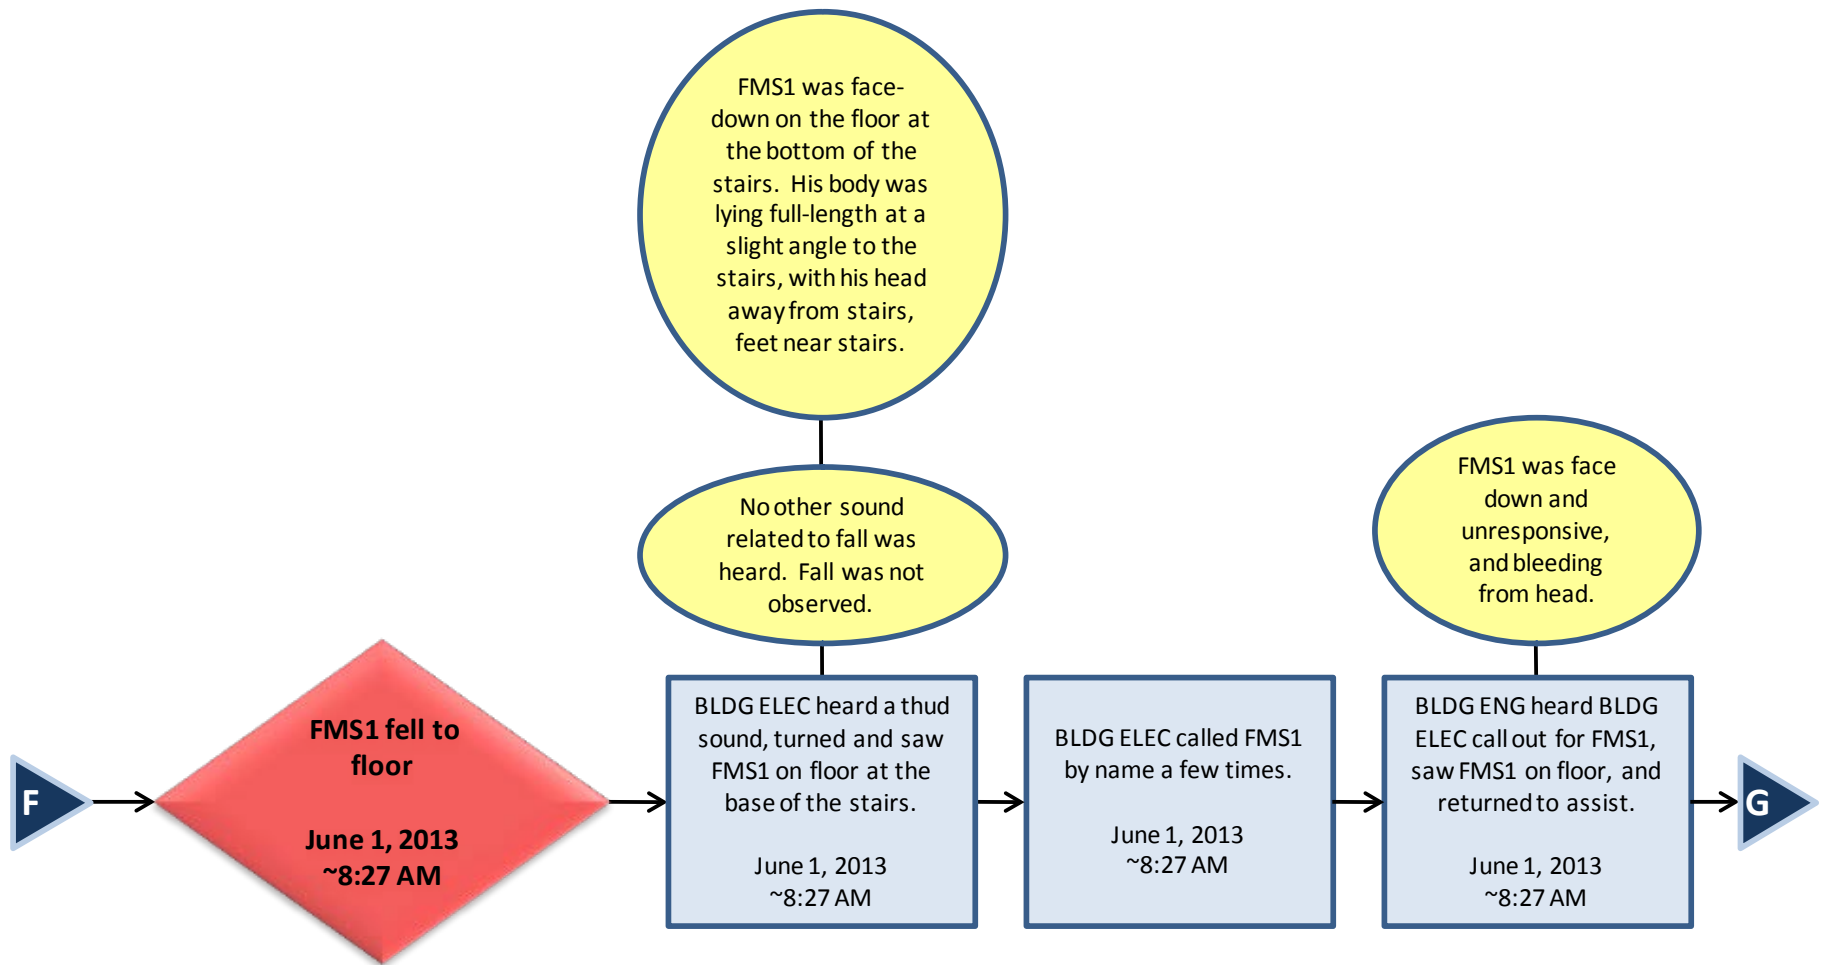 FMS1 was face-
down on the floor at
the bottom of the
stairs.  His body was
lying full-length at a
slight angle to the
stairs, with his head
away from stairs,
feet near stairs.
No other sound
related to fall was
heard.  Fall was not
observed.
FMS1 was face
down and
unresponsive,
and bleeding
from head.
F
FMS1 fell to
floor
June 1, 2013
~8:27 AM
BLDG ELEC heard a thud
sound, turned and saw
FMS1 on floor at the
base of the stairs.
June 1, 2013
~8:27 AM
BLDG ELEC called FMS1
by name a few times.
June 1, 2013
~8:27 AM
BLDG ENG heard BLDG
ELEC call out for FMS1,
saw FMS1 on floor, and
returned to assist.
June 1, 2013
~8:27 AM
G